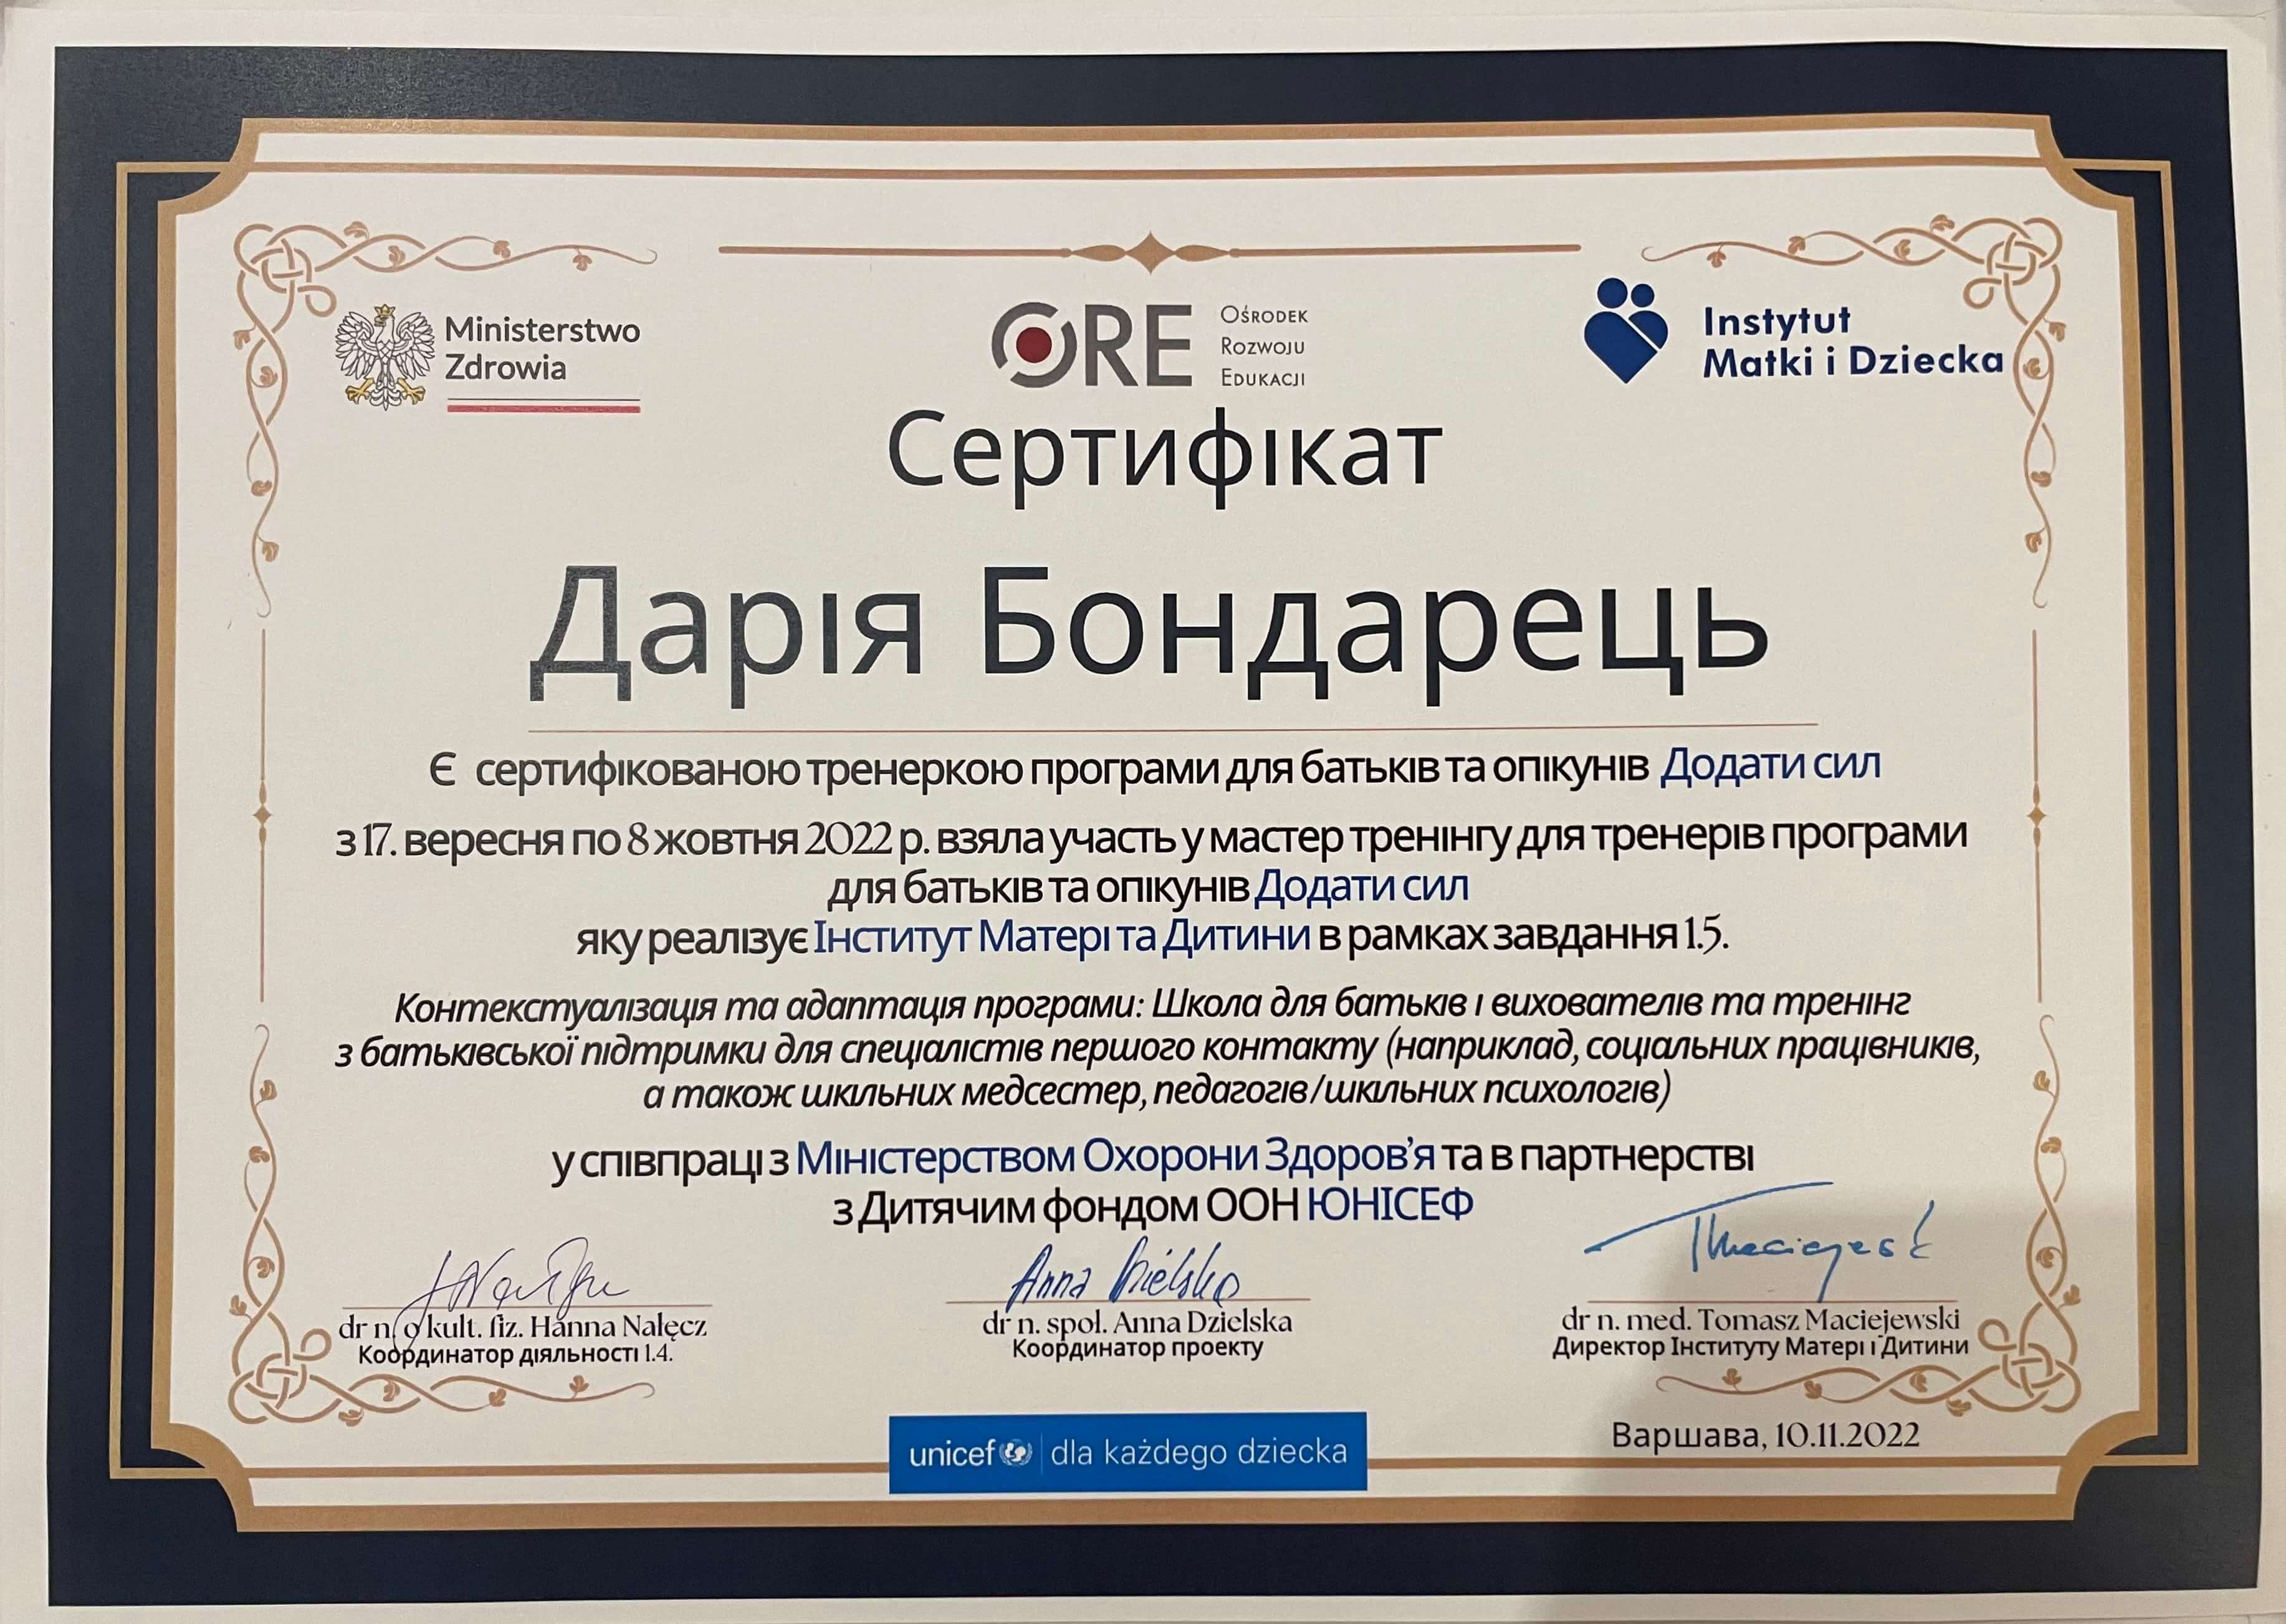 Ministerstwo
Zdrowia
ORE
OŚRODEK
ROZWOJU
EDUKACJI
Instytut
Matki i Dziecka
Сертифікат
Дарія Бондарець
Є сертифікованою тренеркою програми для батьків та опікунів Додати сил
з 17. вересня по 8 жовтня 2022 р. взяла участь у мастер тренінгу для тренерів програми
для батьків та опікунів Додати сил
яку реалізує Інститут Матері та Дитини в рамках завдання 1.5.
Контекстуалізація та адаптація програми: Школа для батьків і вихователів та тренінг
з батьківської підтримки для спеціалістів першого контакту (наприклад, соціальних працівників,
а також шкільних медсестер, педагогів/шкільних психологів)
у співпраці з Міністерством Охорони Здоров’я та в партнерстві
з Дитячим фондом ООН ЮНІСЕФ
Anna Dzielska
dr n. o kult. fiz. Hanna Nałęcz
Координатор діяльності 1.4.
dr n. społ. Anna Dzielska
Координатор проекту
dr n. med. Tomasz Maciejewski
Директор Інституту Матері і Дитини
Варшава, 10.11.2022
unicef dla każdego dziecka